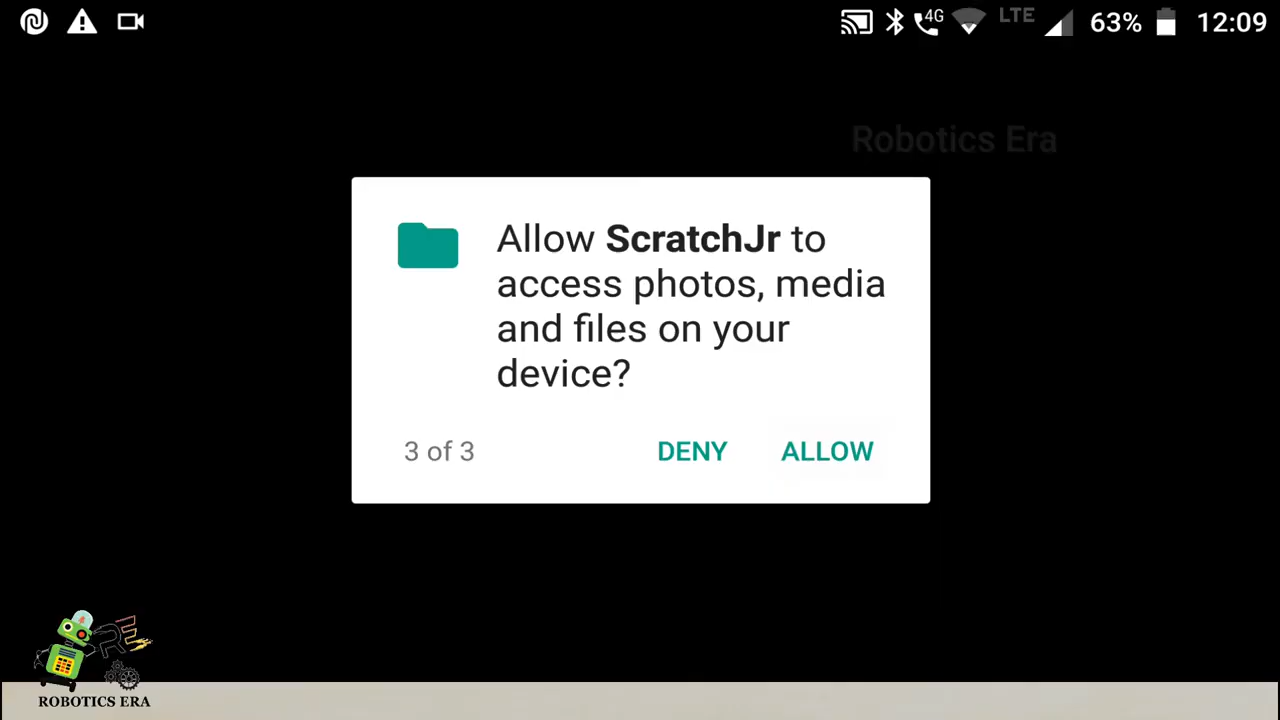 4G LTE 63% 12:09
Robotics Era
Allow ScratchJr to
access photos, media
and files on your
device?
3 of 3 DENY ALLOW
RE
ROBOTICS ERA